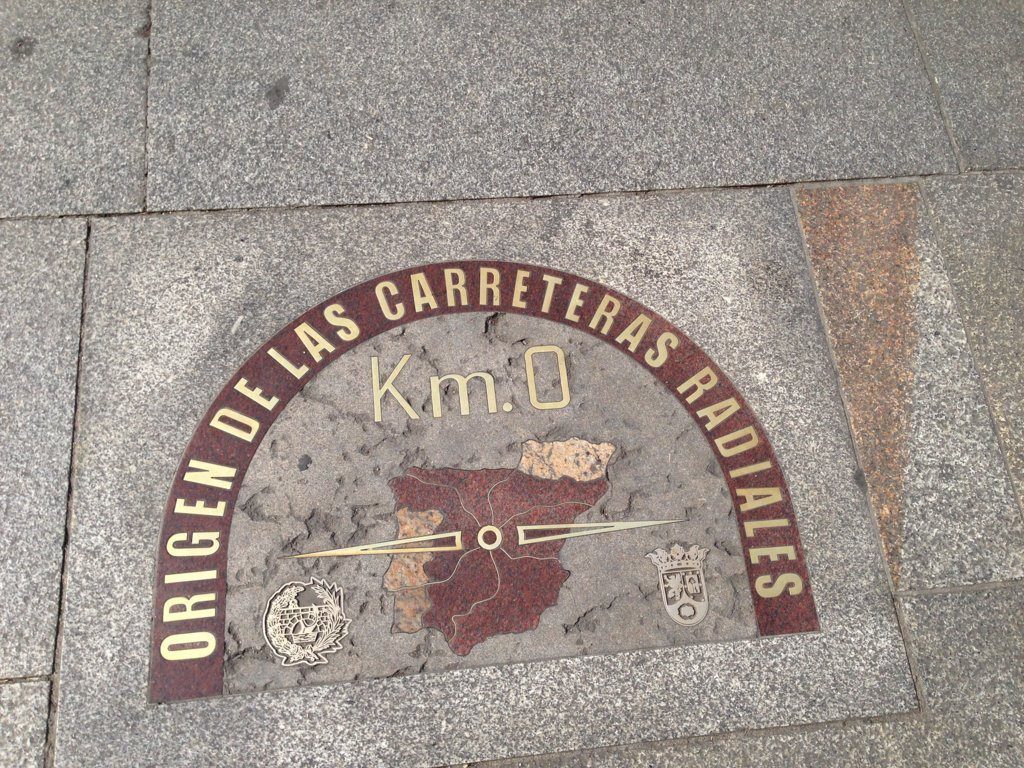 ORIGEN DE LAS CARRETERAS RADIALES
Km. 0